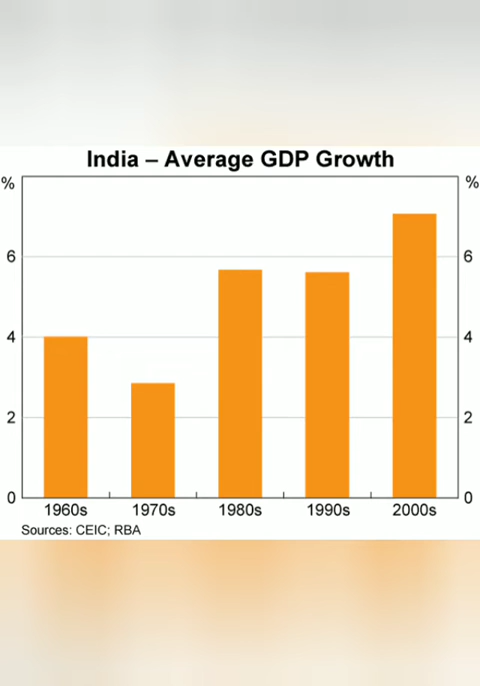 India – Average GDP Growth
% %
6 6
4 4
2 2
0 0
1960s 1970s 1980s 1990s 2000s
Sources: CEIC; RBA